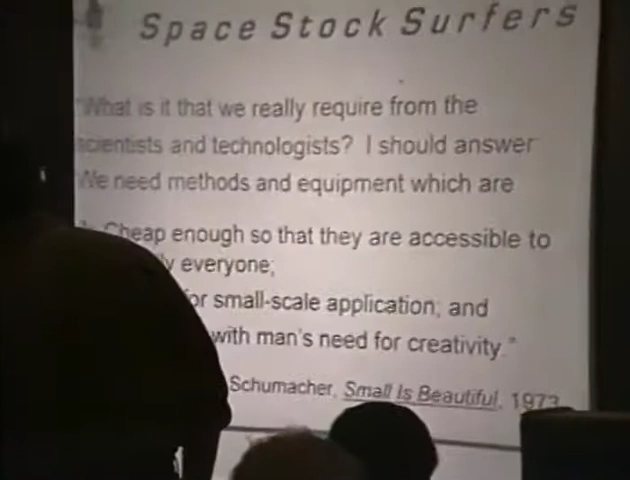 Space Stock Surfers
"What is it that we really require from the
scientists and technologists? I should answer
We need methods and equipment which are
Cheap enough so that they are accessible to
everyone;
for small-scale application; and
with man's need for creativity."
Schumacher, Small Is Beautiful, 1973